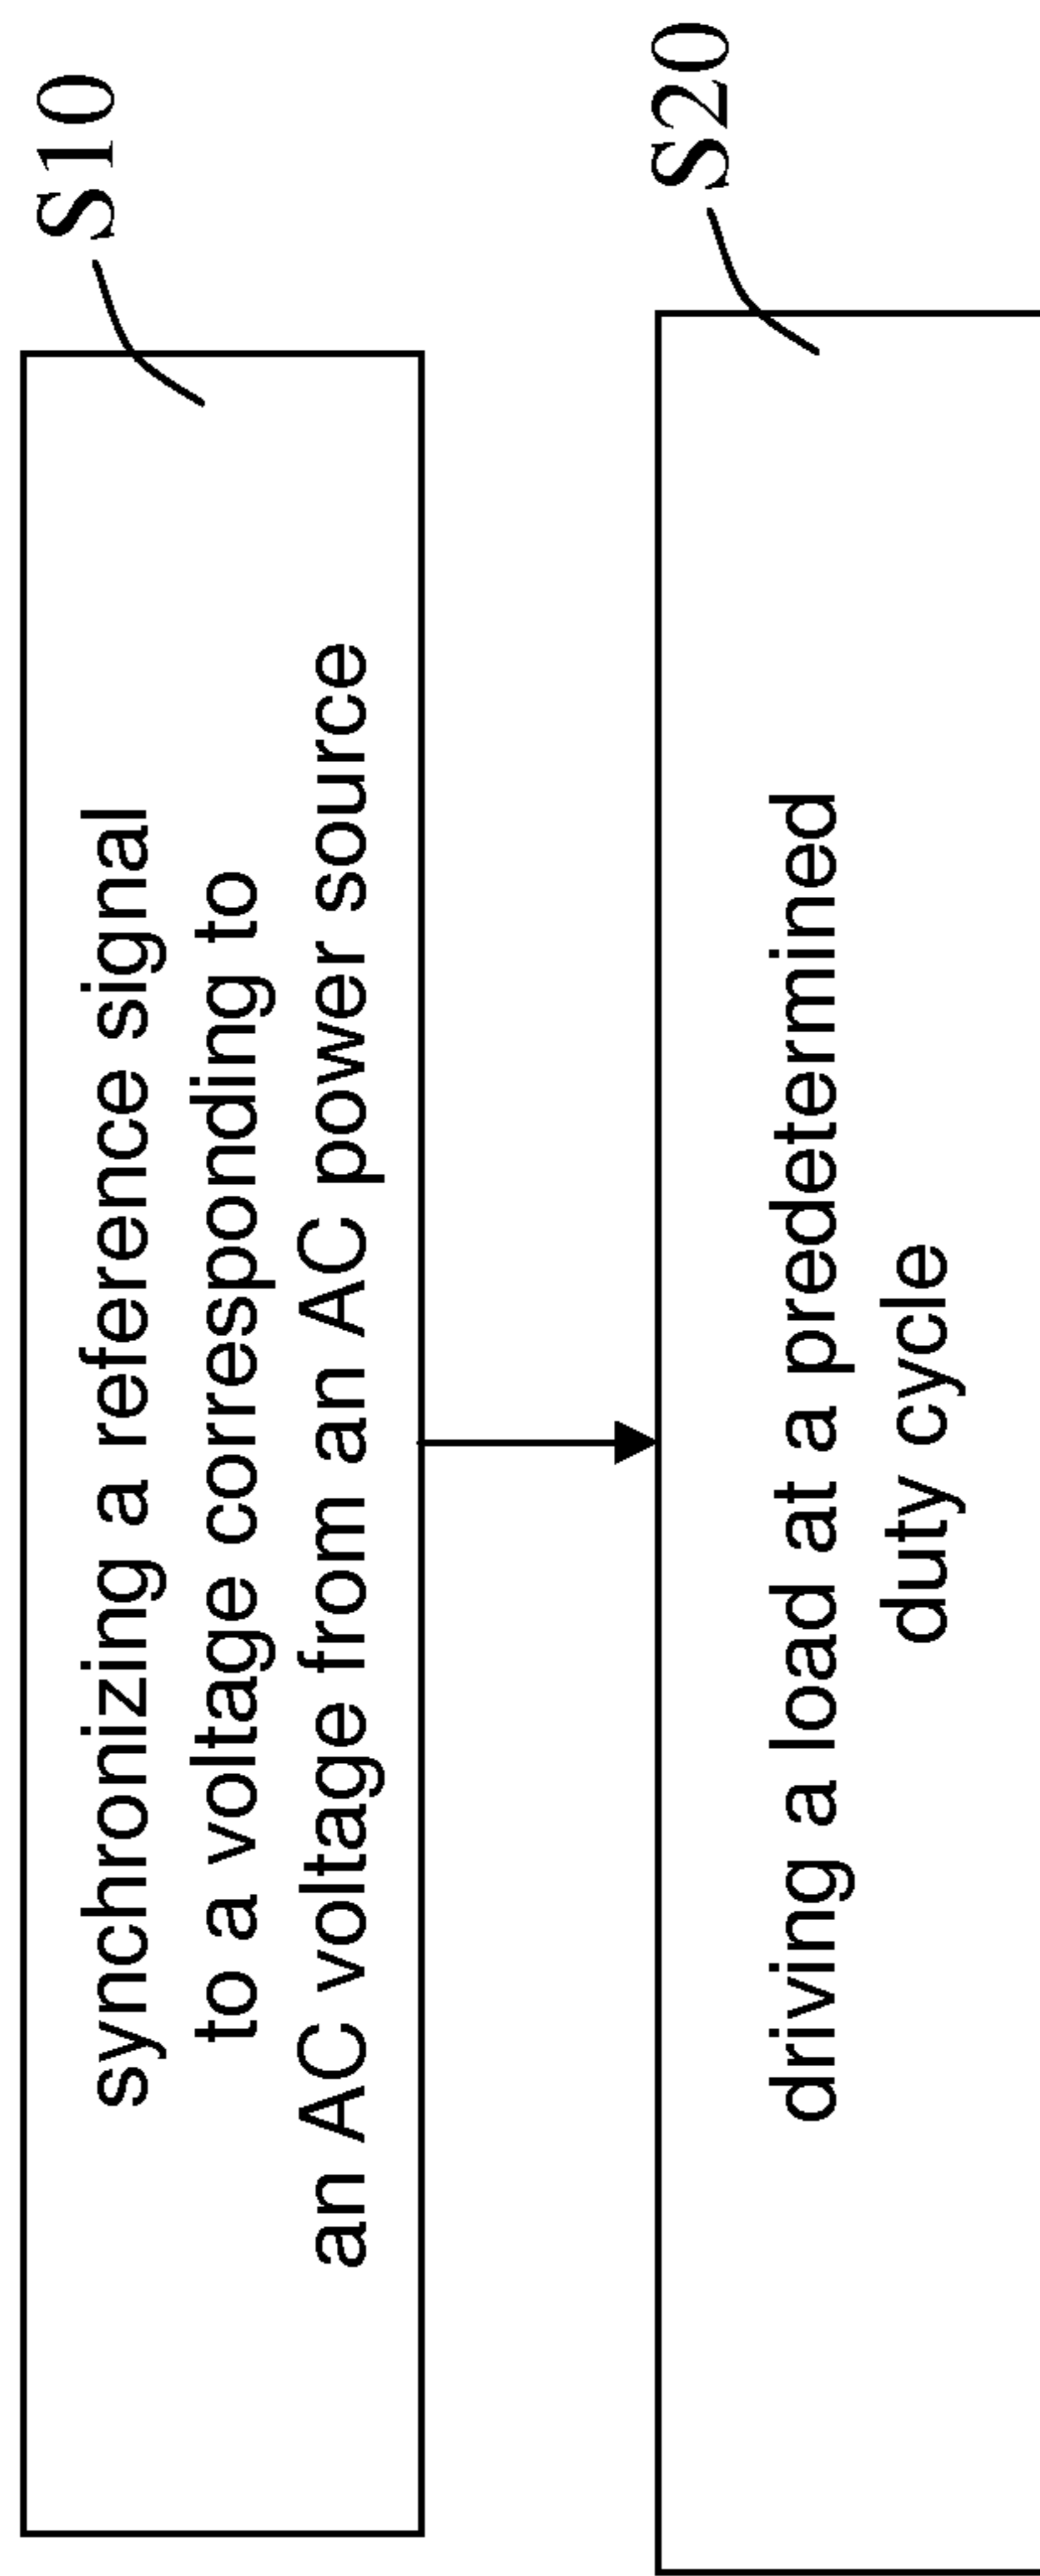 S10
synchronizing a reference signal
to a voltage corresponding to
an AC voltage from an AC power source
S20
driving a load at a predetermined
duty cycle